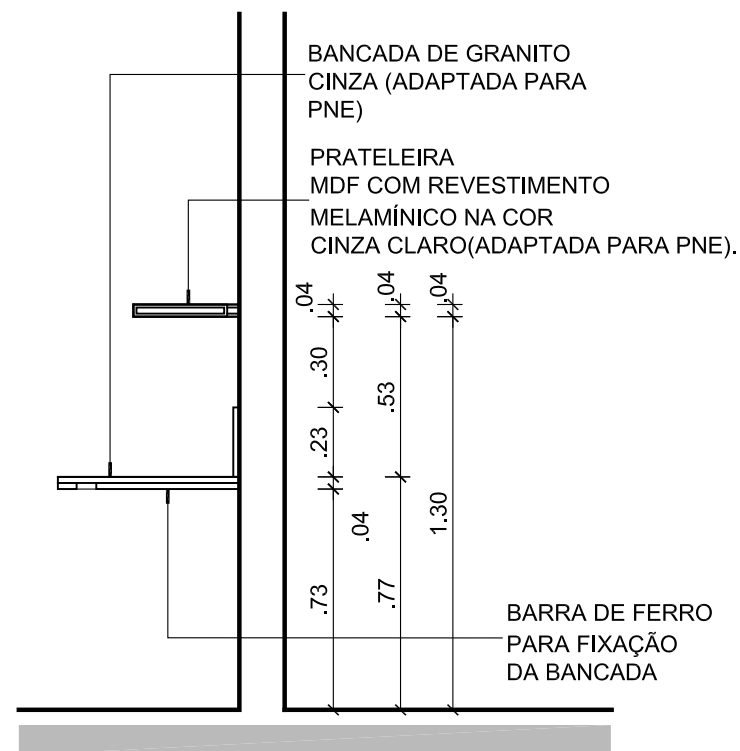 BANCADA DE GRANITO
CINZA (ADAPTADA PARA
PNE)
PRATELEIRA
MDF COM REVESTIMENTO
MELAMÍNICO NA COR
CINZA CLARO(ADAPTADA PARA PNE).
.04
.04
.04
.30
.53
.23
1.30
.04
.73
.77
BARRA DE FERRO
PARA FIXAÇÃO
DA BANCADA